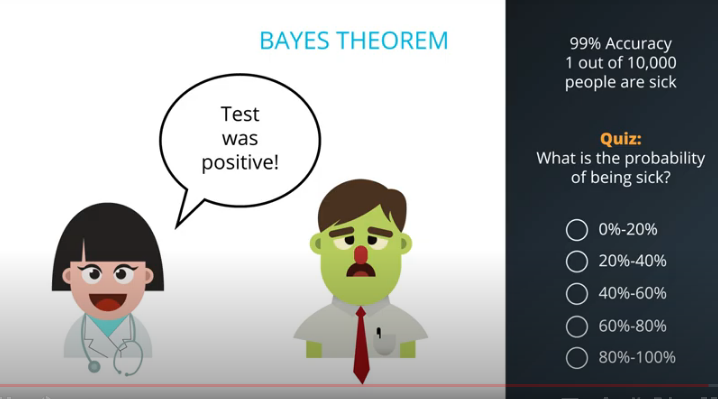 BAYES THEOREM
Test
was
positive!
99% Accuracy
1 out of 10,000
people are sick
Quiz:
What is the probability
of being sick?
0%-20%
20%-40%
40%-60%
60%-80%
80%-100%